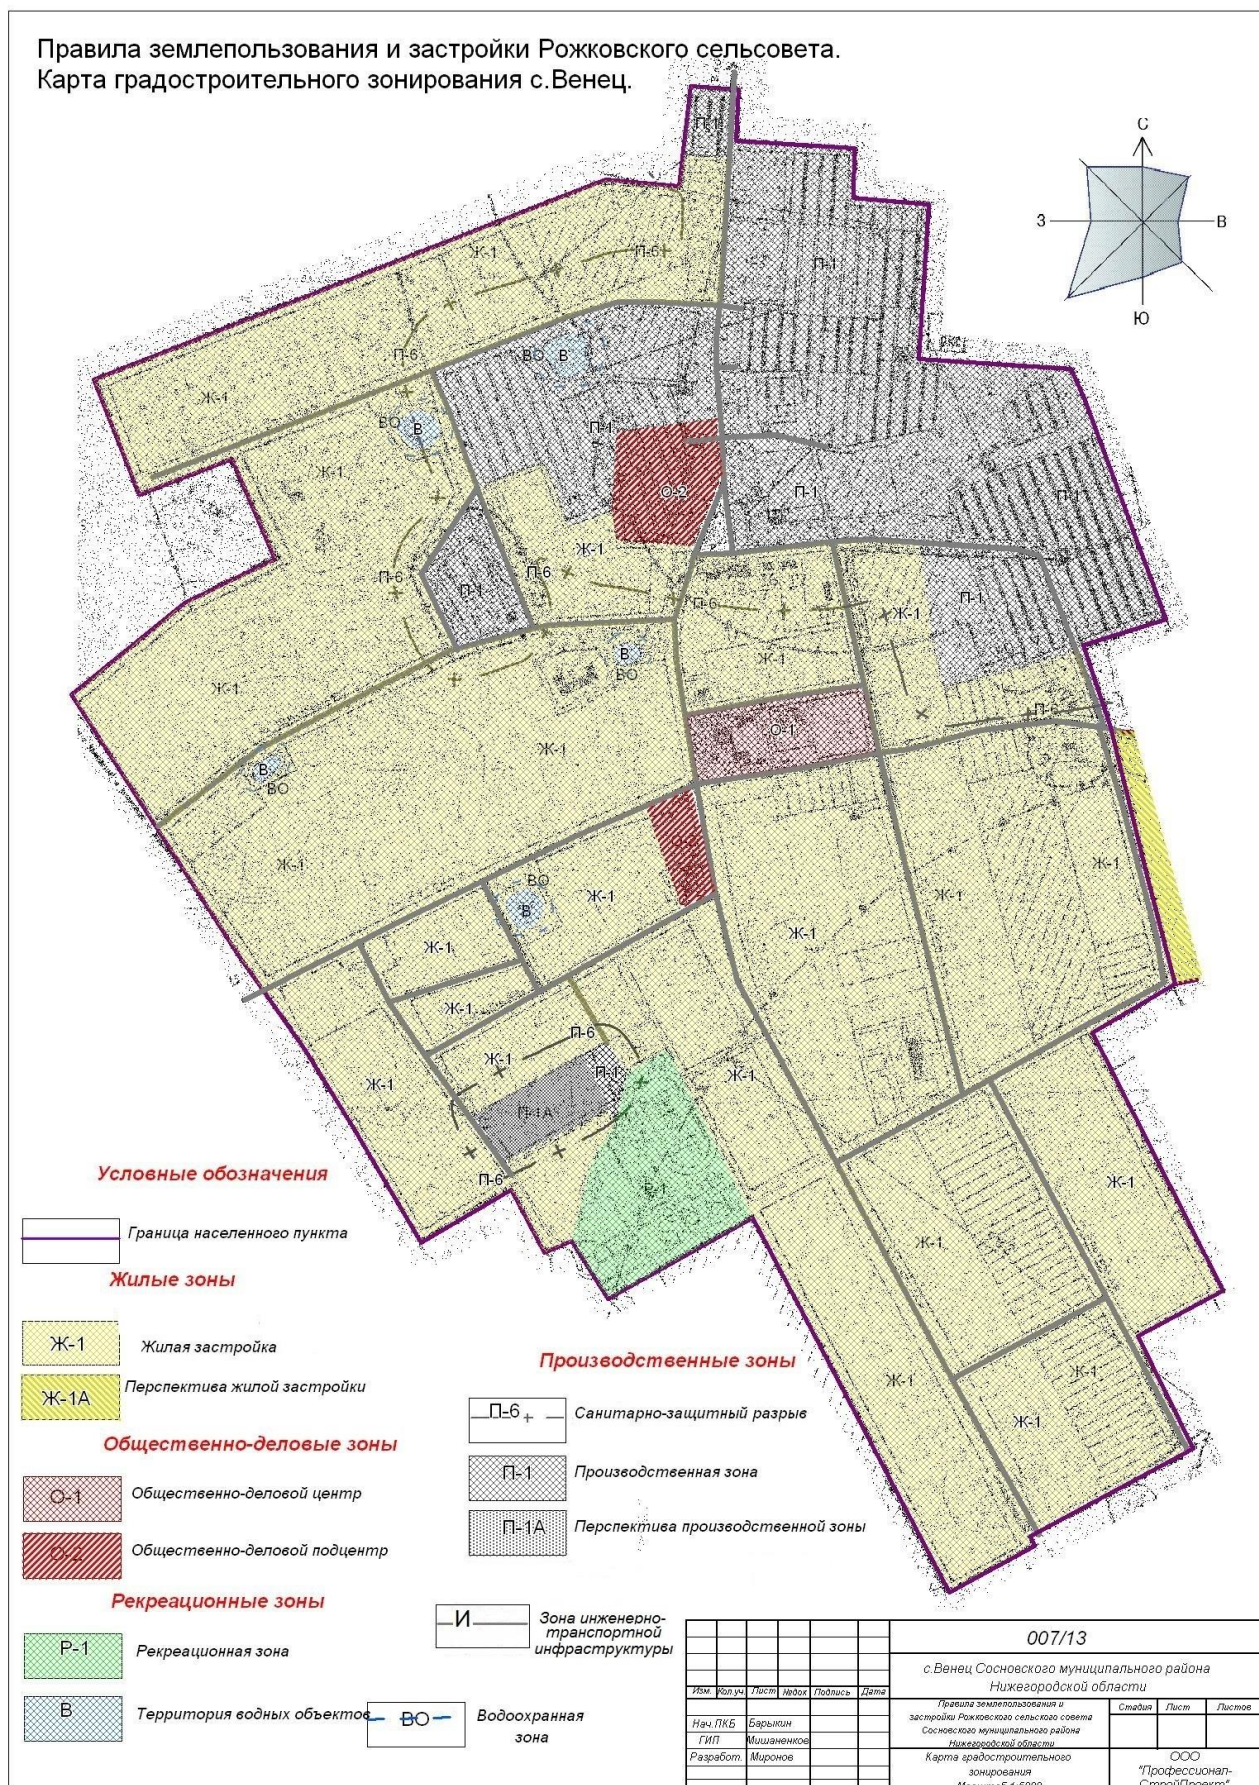 Правила землепользования и застройки Рожковского сельсовета.
Карта градостроительного зонирования с.Венец.
С
З
В
Ю
П-1
Ж-1
П-6
П-1
ВО
В
П-6
Ж-1
ВО
В
П-1
Ж-1
О-2
П-1
П-1
Ж-1
П-6
П-6
П-1
П-6
Ж-1
П-1
В
ВО
Ж-1
Ж-1
П-6
О-1
Ж-1
В
ВО
Ж-1
Ж-1
Ж-1
ВО
Ж-1
В
Ж-1
Ж-1
Ж-1
П-6
Ж-1
П-1
Ж-1
Ж-1
П-1А
П-6
Р-1
Ж-1
Ж-1
Ж-1
Ж-1
Ж-1
Условные обозначения
Граница населенного пункта
Жилые зоны
Ж-1 Жилая застройка
Ж-1А Перспектива жилой застройки
Общественно-деловые зоны
О-1 Общественно-деловой центр
О-2 Общественно-деловой подцентр
Рекреационные зоны
Р-1 Рекреационная зона
В Территория водных объектов
Производственные зоны
П-6 Санитарно-защитный разрыв
П-1 Производственная зона
П-1А Перспектива производственной зоны
И Зона инженерно-
транспортной
инфраструктуры
ВО Водоохранная
зона
007/13
с.Венец Сосновского муниципального района
Нижегородской области
Изм. Кол.уч. Лист №док Подпись Дата
Правила землепользования и
застройки Рожковского сельского совета
Сосновского муниципального района
Нижегородской области
Стадия Лист Листов
Нач.ПКБ Барыкин
ГИП Мишаненков
Разработ. Миронов
Карта градостроительного
зонирования
ООО
"Профессионал-
СтройПроект"